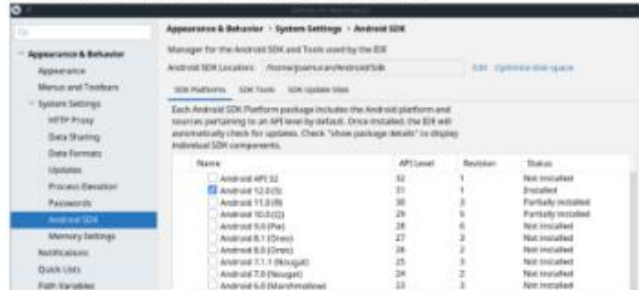 Appearance & Behavior › System Settings › Android SDK
Manager for the Android SDK and Tools used by the IDE
Android SDK Location: Edit Optimize disk space
SDK Platforms SDK Tools SDK Update Sites
Each Android SDK Platform package includes the Android platform and
sources pertaining to an API level by default. Once installed, the IDE will
automatically check for updates. Check "show package details" to display
individual SDK components.
Appearance & Behavior
Appearance
Menus and Toolbars
System Settings
HTTP Proxy
Data Sharing
Date Formats
Updates
Process Elevation
Passwords
Android SDK
Memory Settings
Notifications
Quick Lists
Path Variables
Name API Level Revision Status
Android API 32 32 1 Not installed
Android 12.0 (S) 31 1 Installed
Android 11.0 (R) 30 3 Partially installed
Android 10.0 (Q) 29 5 Partially installed
Android 9.0 (Pie) 28 6 Not installed
Android 8.1 (Oreo) 27 3 Not installed
Android 8.0 (Oreo) 26 2 Not installed
Android 7.1.1 (Nougat) 25 3 Not installed
Android 7.0 (Nougat) 24 2 Not installed
Android 6.0 (Marshmallow) 23 3 Not installed